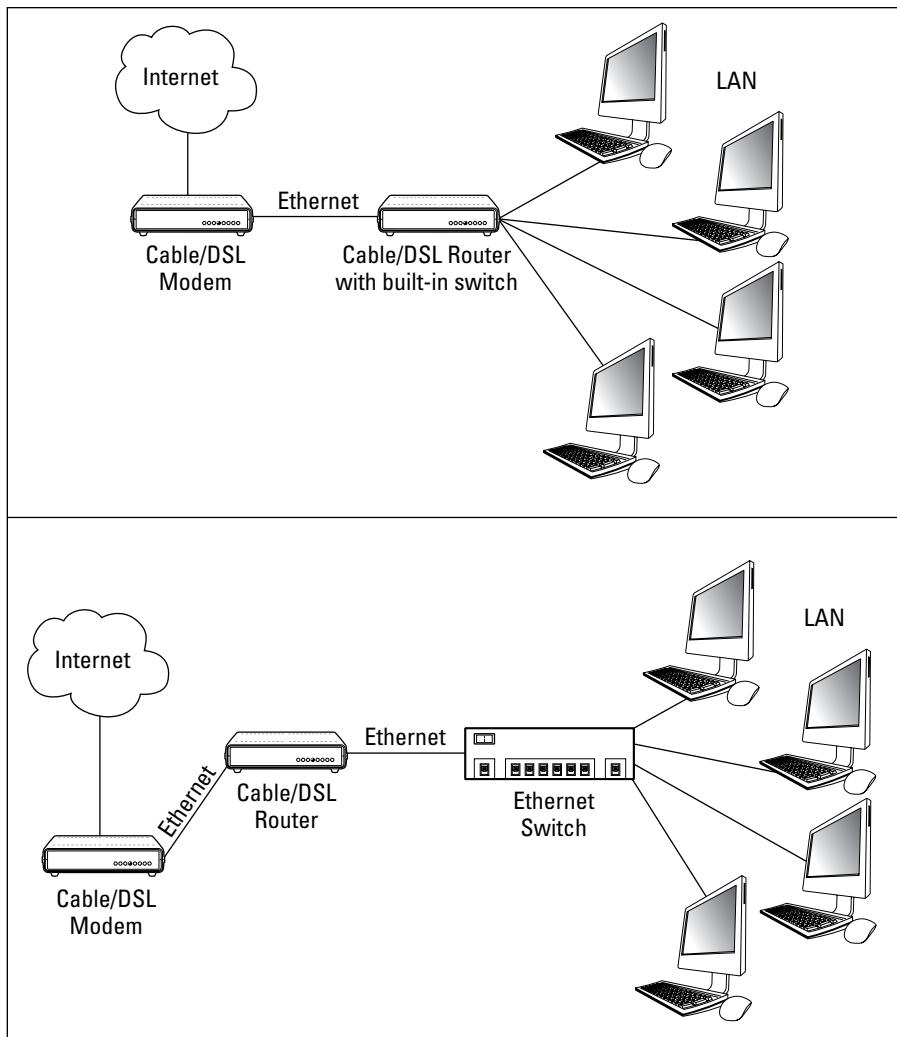 Internet
LAN
Ethernet
Cable/DSL
Modem
Cable/DSL Router
with built-in switch
Internet
LAN
Ethernet
Ethernet
Cable/DSL
Router
Ethernet
Switch
Cable/DSL
Modem